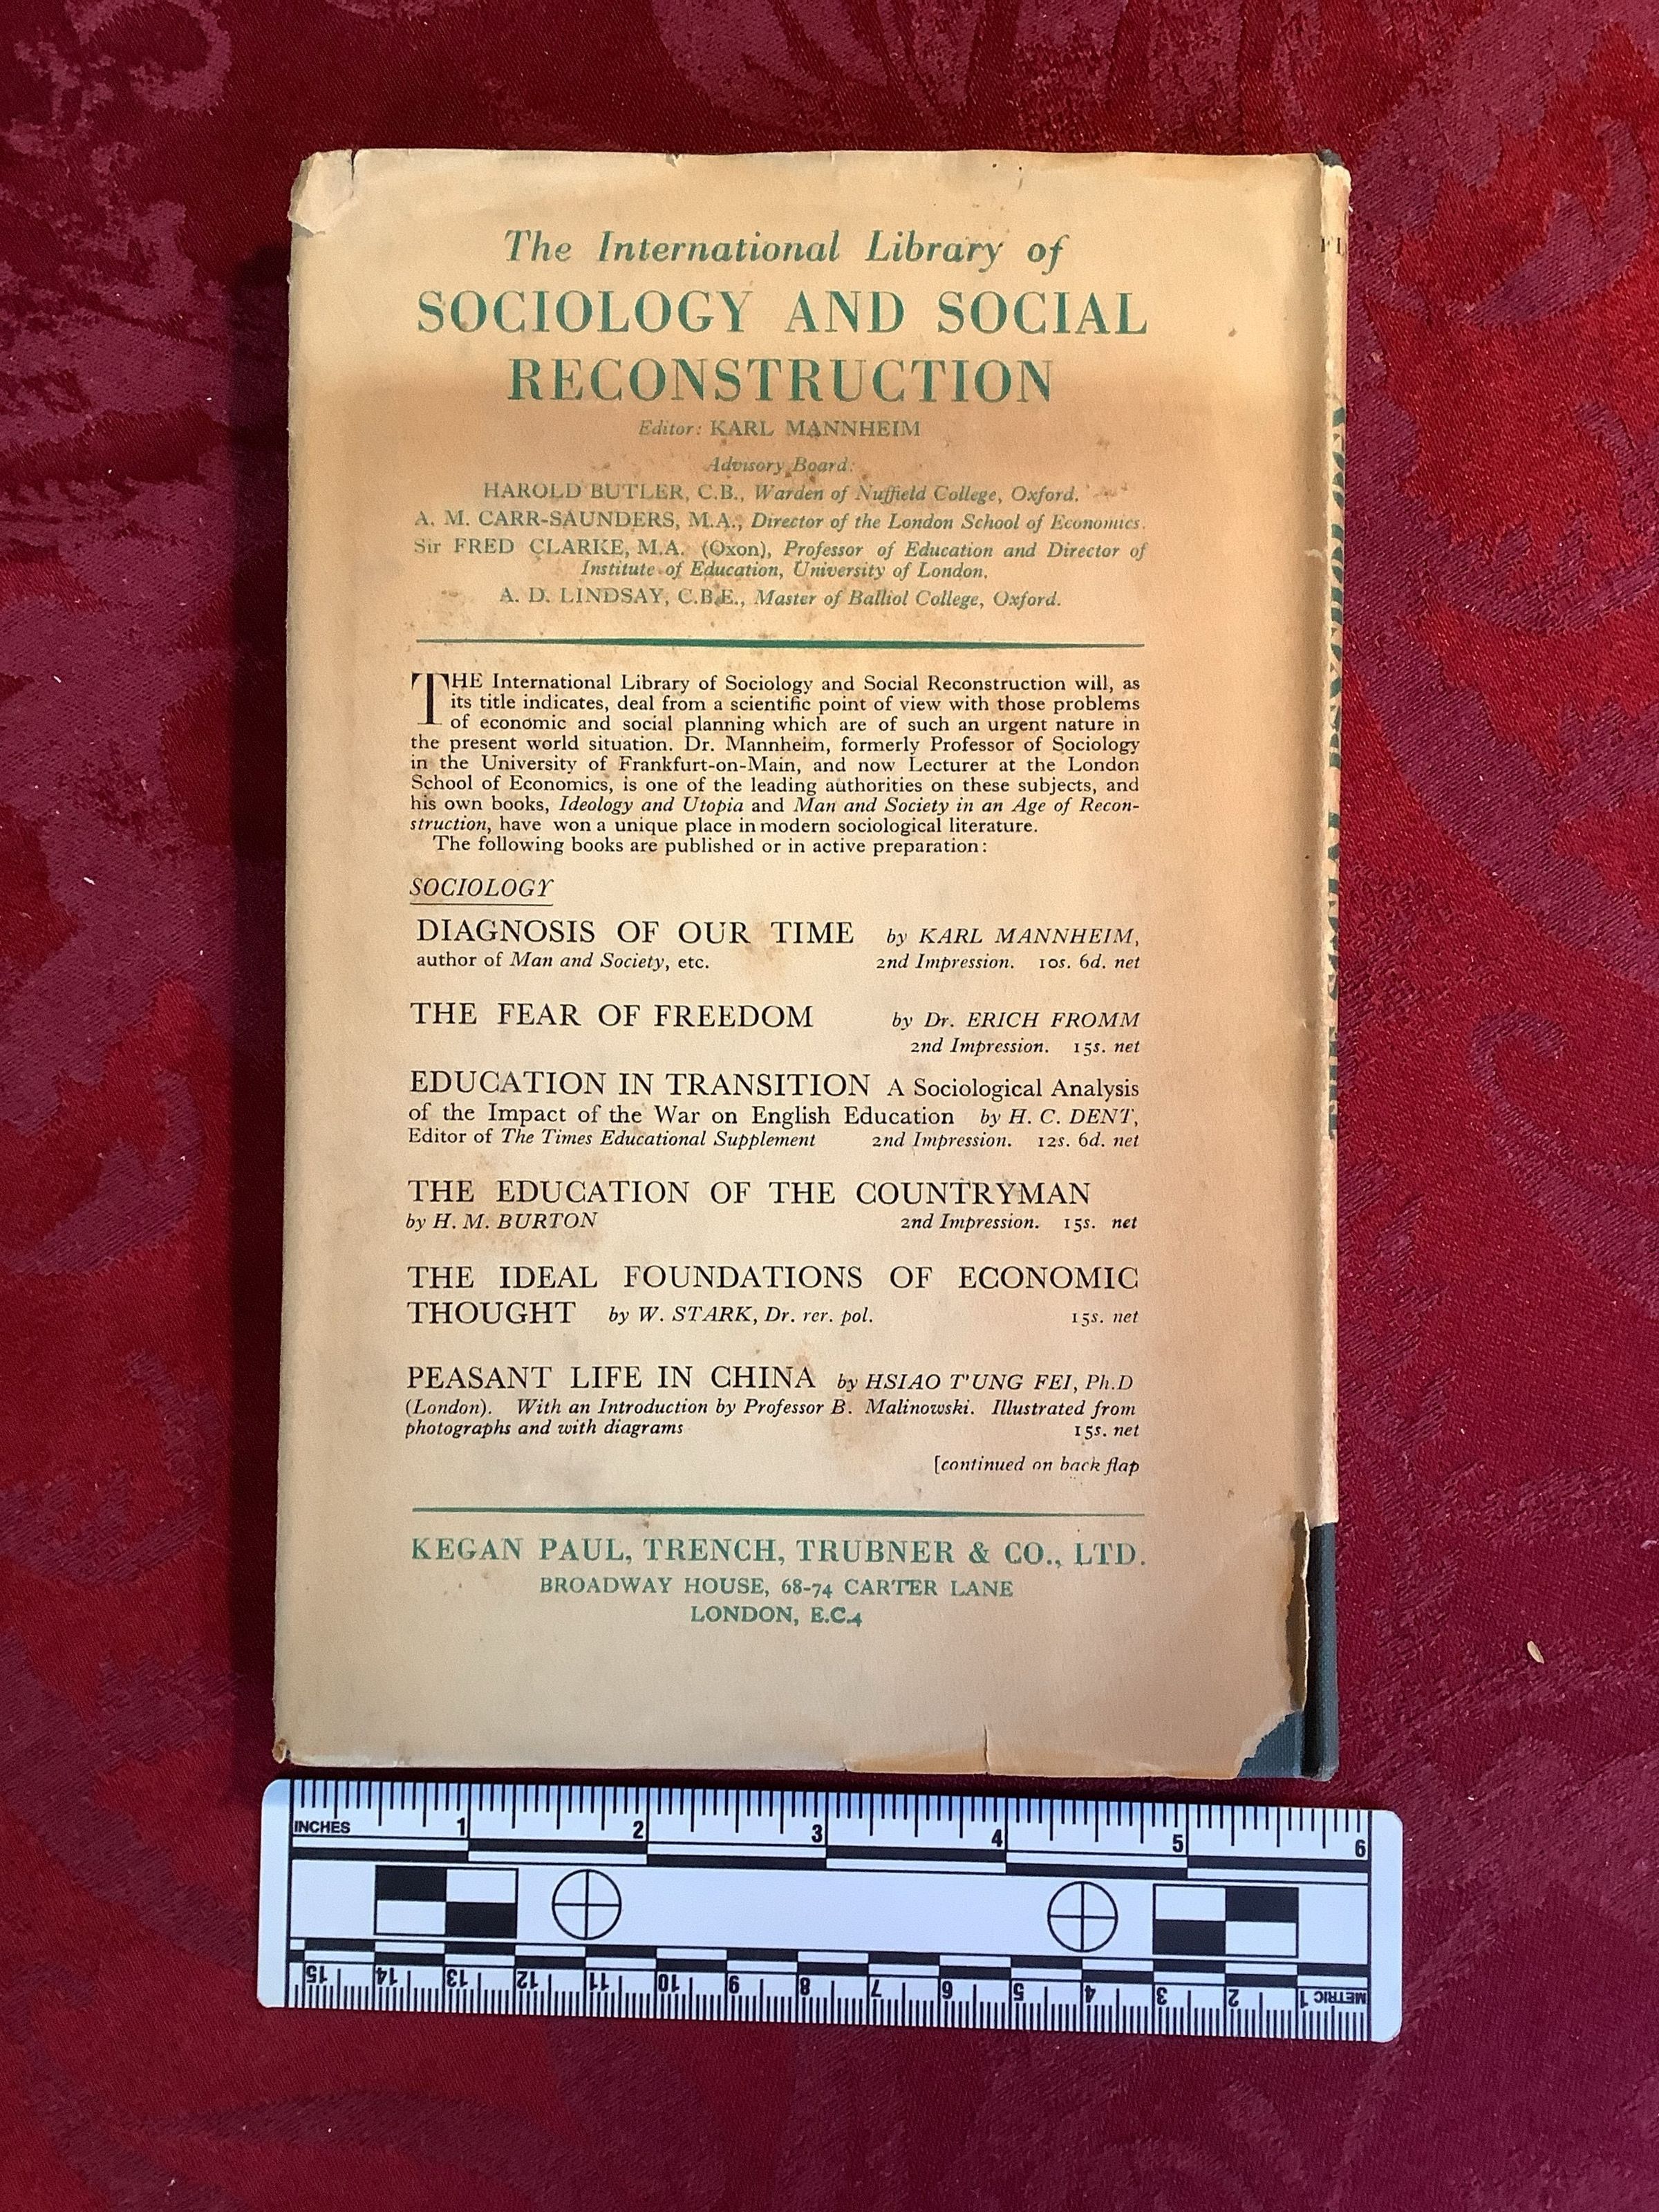 The International Library of
SOCIOLOGY AND SOCIAL
RECONSTRUCTION
Editor: KARL MANNHEIM
Advisory Board:
HAROLD BUTLER, C.B., Warden of Nuffield College, Oxford.
A. M. CARR-SAUNDERS, M.A., Director of the London School of Economics.
Sir FRED CLARKE, M.A. (Oxon), Professor of Education and Director of
Institute of Education, University of London.
A. D. LINDSAY, C.B.E., Master of Balliol College, Oxford.
THE International Library of Sociology and Social Reconstruction will, as
its title indicates, deal from a scientific point of view with those problems
of economic and social planning which are of such an urgent nature in
the present world situation. Dr. Mannheim, formerly Professor of Sociology
in the University of Frankfurt-on-Main, and now Lecturer at the London
School of Economics, is one of the leading authorities on these subjects, and
his own books, Ideology and Utopia and Man and Society in an Age of Recon-
struction, have won a unique place in modern sociological literature.
The following books are published or in active preparation:
SOCIOLOGY
DIAGNOSIS OF OUR TIME by KARL MANNHEIM,
author of Man and Society, etc. 2nd Impression. 10s. 6d. net
THE FEAR OF FREEDOM by Dr. ERICH FROMM
2nd Impression. 15s. net
EDUCATION IN TRANSITION A Sociological Analysis
of the Impact of the War on English Education by H. C. DENT,
Editor of The Times Educational Supplement 2nd Impression. 12s. 6d. net
THE EDUCATION OF THE COUNTRYMAN
by H. M. BURTON 2nd Impression. 15s. net
THE IDEAL FOUNDATIONS OF ECONOMIC
THOUGHT by W. STARK, Dr. rer. pol. 15s. net
PEASANT LIFE IN CHINA by HSIAO T'UNG FEI, Ph.D
(London). With an Introduction by Professor B. Malinowski. Illustrated from
photographs and with diagrams 15s. net
[continued on back flap
KEGAN PAUL, TRENCH, TRUBNER & CO., LTD.
BROADWAY HOUSE, 68-74 CARTER LANE
LONDON, E.C.4
INCHES 1 2 3 4 5 6
15 14 13 12 11 10 9 8 7 6 5 4 3 2 1 METRIC